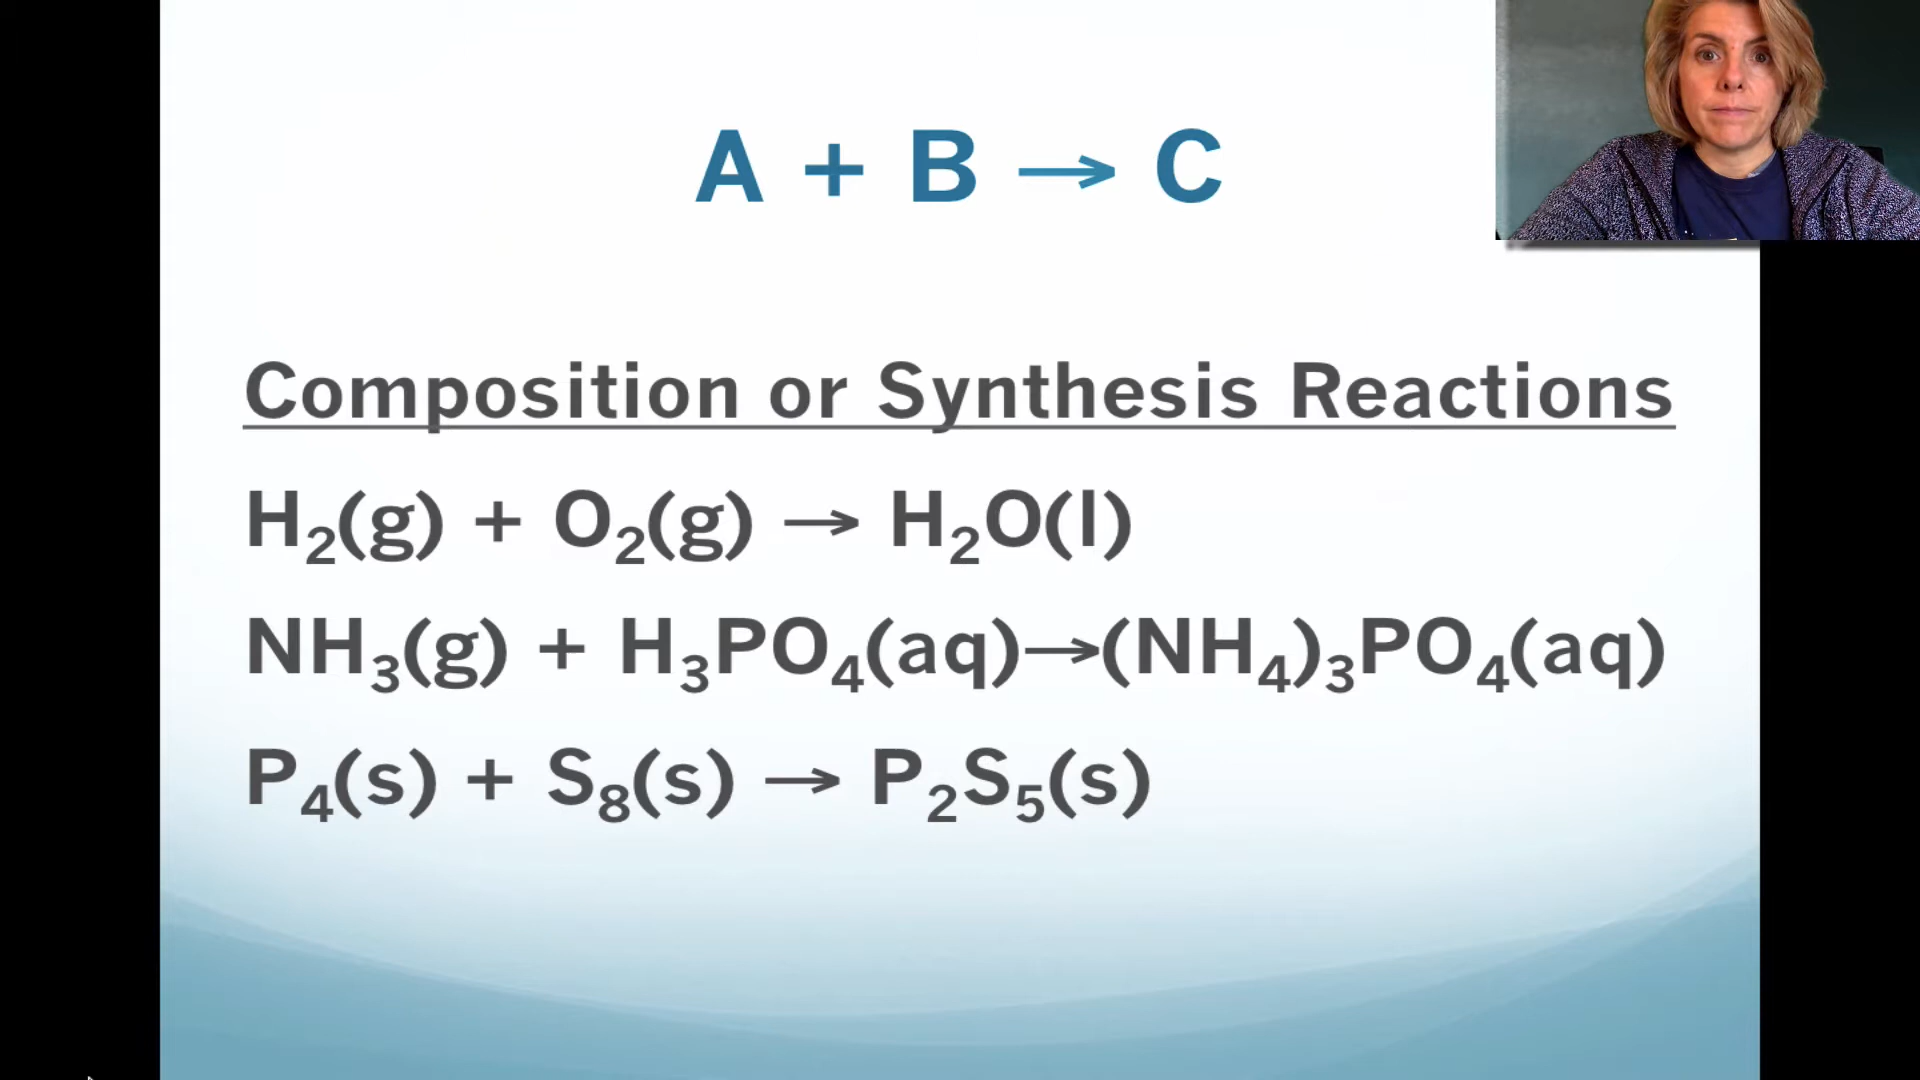 A + B → C
Composition or Synthesis Reactions
H₂(g) + O₂(g) → H₂O(l)
NH₃(g) + H₃PO₄(aq)→(NH₄)₃PO₄(aq)
P₄(s) + S₈(s) → P₂S₅(s)